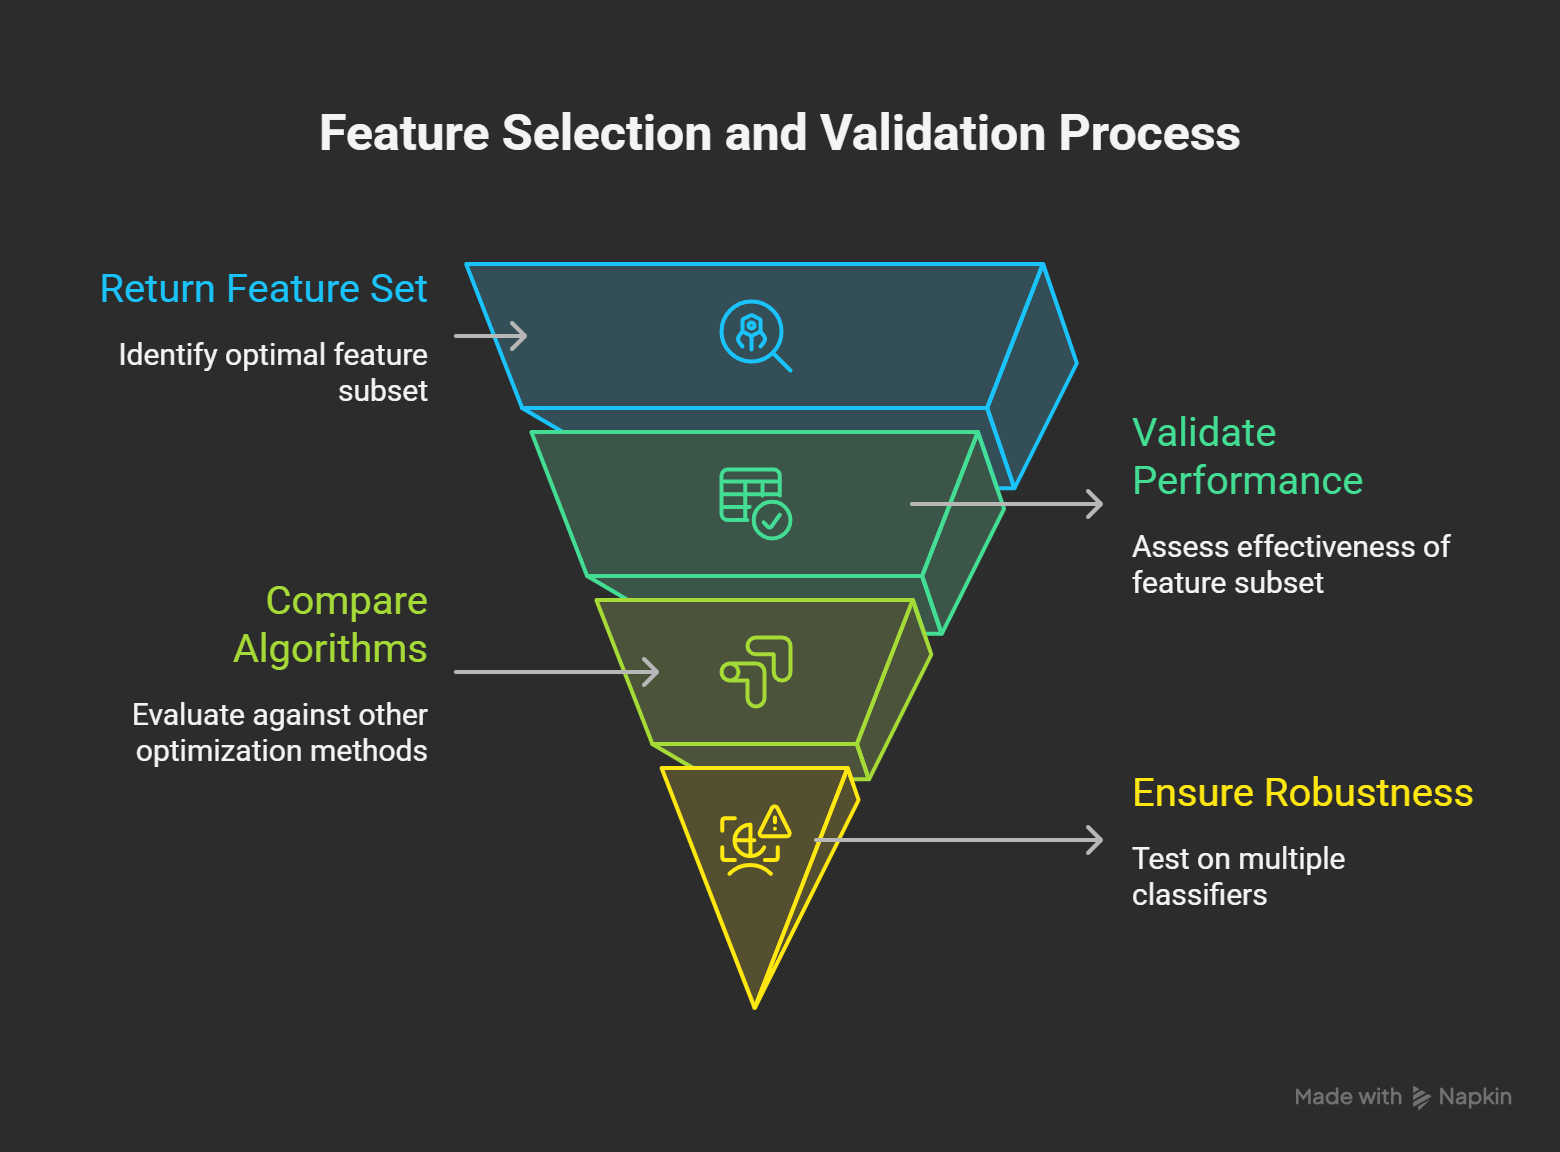 Feature Selection and Validation Process
Return Feature Set
Identify optimal feature
subset
Validate
Performance
Assess effectiveness of
feature subset
Compare
Algorithms
Evaluate against other
optimization methods
Ensure Robustness
Test on multiple
classifiers
Made with Napkin